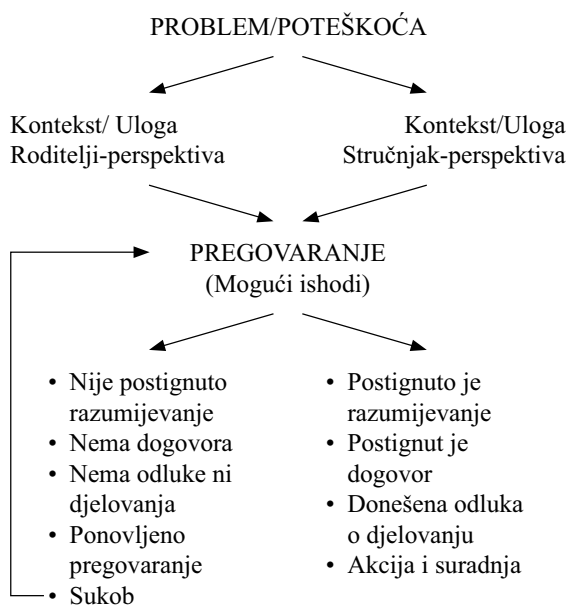 PROBLEM/POTEŠKOĆA
Kontekst/ Uloga
Roditelji-perspektiva
Kontekst/Uloga
Stručnjak-perspektiva
PREGOVARANJE
(Mogući ishodi)
• Nije postignuto
razumijevanje
• Nema dogovora
• Nema odluke ni
djelovanja
• Ponovljeno
pregovaranje
• Sukob
• Postignuto je
razumijevanje
• Postignut je
dogovor
• Donešena odluka
o djelovanju
• Akcija i suradnja